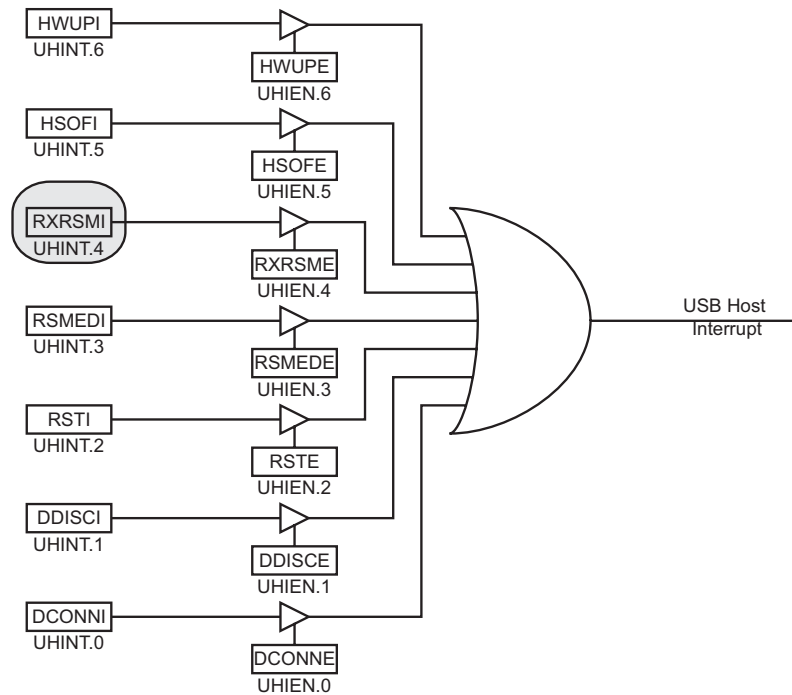 HWUPI
UHINT.6
HWUPE
UHIEN.6
HSOFI
UHINT.5
HSOFE
UHIEN.5
RXRSMI
UHINT.4
RXRSME
UHIEN.4
RSMEDI
UHINT.3
RSMEDE
UHIEN.3
RSTI
UHINT.2
RSTE
UHIEN.2
DDISCI
UHINT.1
DDISCE
UHIEN.1
DCONNI
UHINT.0
DCONNE
UHIEN.0
USB Host
Interrupt